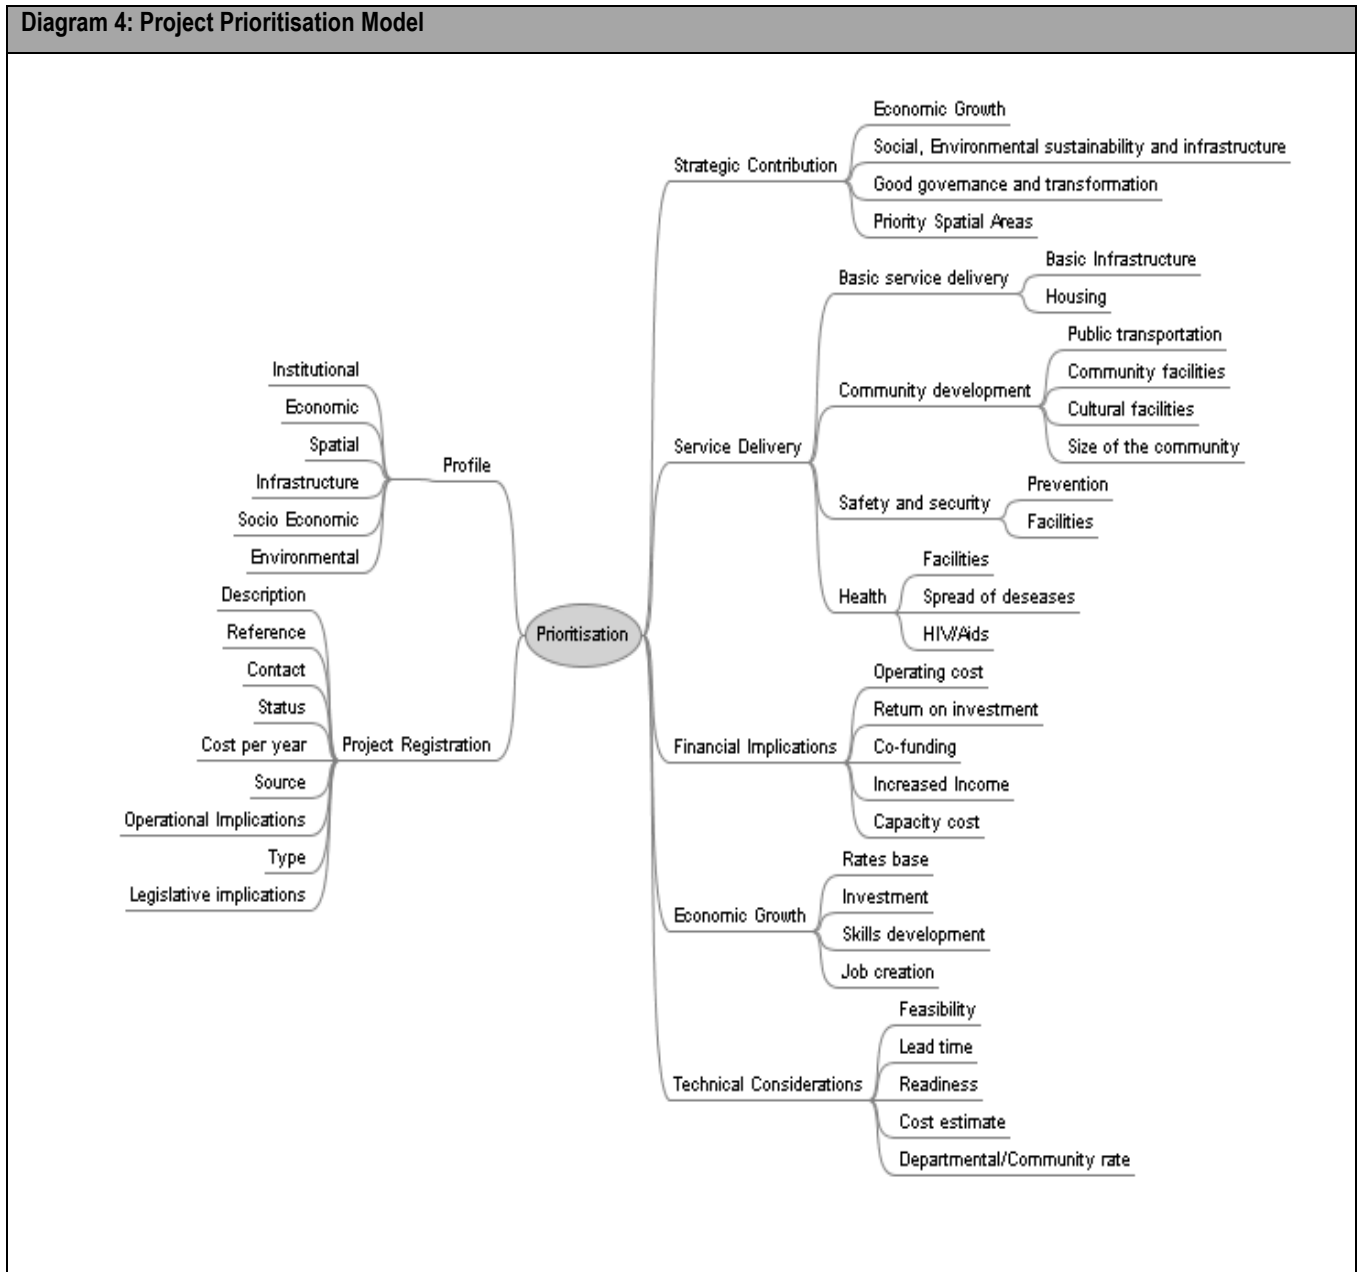 Diagram 4: Project Prioritisation Model
Institutional
Economic
Spatial
Infrastructure
Socio Economic
Environmental
Profile
Description
Reference
Contact
Status
Cost per year
Source
Operational Implications
Type
Legislative implications
Project Registration
Prioritisation
Strategic Contribution
Economic Growth
Social, Environmental sustainability and infrastructure
Good governance and transformation
Priority Spatial Areas
Service Delivery
Basic service delivery
Basic Infrastructure
Housing
Community development
Public transportation
Community facilities
Cultural facilities
Size of the community
Safety and security
Prevention
Facilities
Health
Facilities
Spread of deseases
HIV/Aids
Financial Implications
Operating cost
Return on investment
Co-funding
Increased Income
Capacity cost
Economic Growth
Rates base
Investment
Skills development
Job creation
Technical Considerations
Feasibility
Lead time
Readiness
Cost estimate
Departmental/Community rate